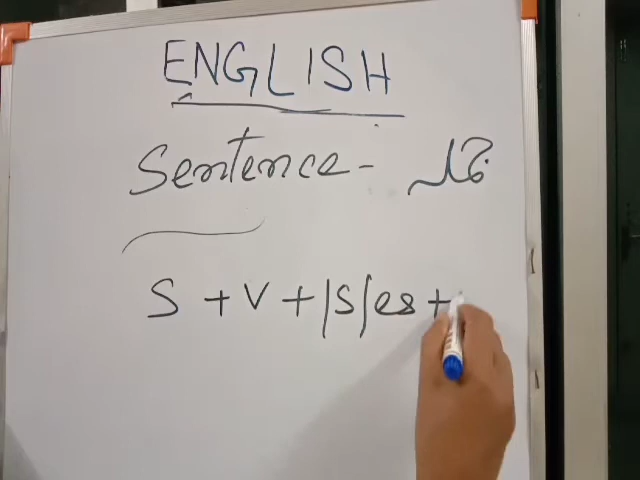 ENGLISH
Sentence -
S + V + |S|es +